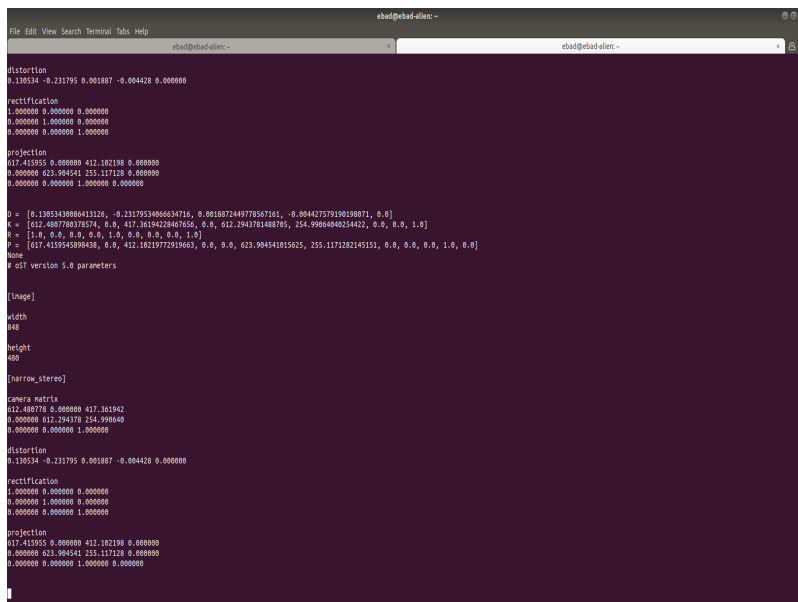 ebad@ebad-alien: ~
File Edit View Search Terminal Tabs Help
ebad@ebad-alien: ~ × ebad@ebad-alien: ~ ×
distortion
0.130534 -0.231795 0.001887 -0.004428 0.000000
rectification
1.000000 0.000000 0.000000
0.000000 1.000000 0.000000
0.000000 0.000000 1.000000
projection
617.415955 0.000000 412.102198 0.000000
0.000000 623.904541 255.117128 0.000000
0.000000 0.000000 1.000000 0.000000
D = [0.13053430086413126, -0.23179534066634716, 0.0018872449778567161, -0.004427579190198071, 0.0]
K = [612.4807780378574, 0.0, 417.36194228467656, 0.0, 612.2943781488705, 254.99064040254422, 0.0, 0.0, 1.0]
R = [1.0, 0.0, 0.0, 0.0, 1.0, 0.0, 0.0, 0.0, 1.0]
P = [617.4159545898438, 0.0, 412.10219772919663, 0.0, 0.0, 623.904541015625, 255.1171282145151, 0.0, 0.0, 0.0, 1.0, 0.0]
None
# oST version 5.0 parameters
[image]
width
848
height
480
[narrow_stereo]
camera matrix
612.480778 0.000000 417.361942
0.000000 612.294378 254.990640
0.000000 0.000000 1.000000
distortion
0.130534 -0.231795 0.001887 -0.004428 0.000000
rectification
1.000000 0.000000 0.000000
0.000000 1.000000 0.000000
0.000000 0.000000 1.000000
projection
617.415955 0.000000 412.102198 0.000000
0.000000 623.904541 255.117128 0.000000
0.000000 0.000000 1.000000 0.000000